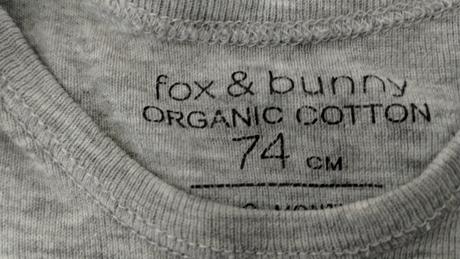 fox & bunny
ORGANIC COTTON
74 CM